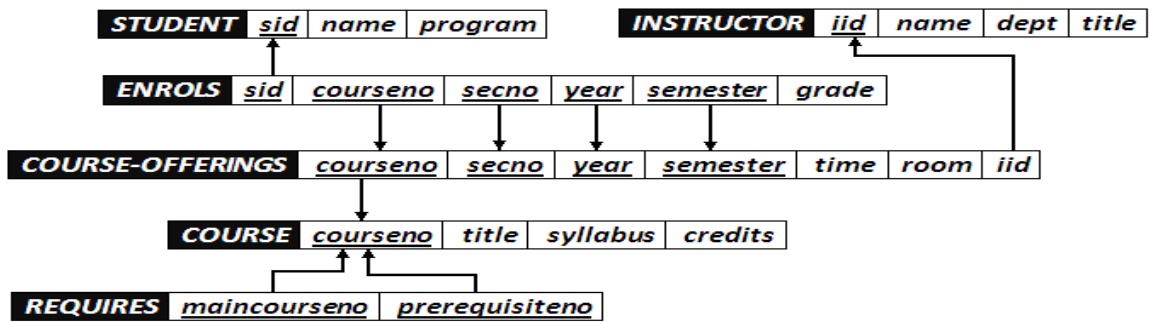 STUDENT sid name program INSTRUCTOR iid name dept title
ENROLS sid courseno secno year semester grade
COURSE-OFFERINGS courseno secno year semester time room iid
COURSE courseno title syllabus credits
REQUIRES maincourseno prerequisiteno